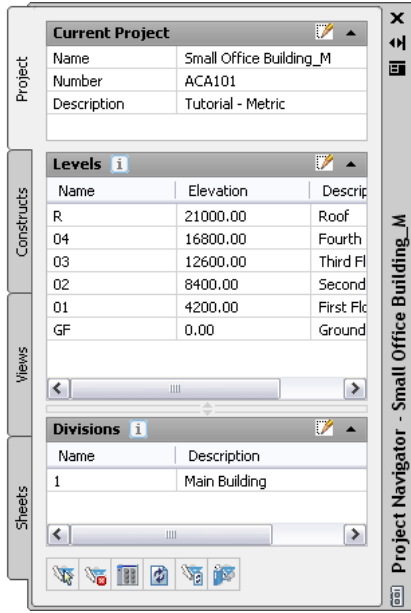 Current Project
Name Small Office Building_M
Number ACA101
Description Tutorial - Metric
Levels i
Name Elevation Descrip
R 21000.00 Roof
04 16800.00 Fourth
03 12600.00 Third Fl
02 8400.00 Second
01 4200.00 First Flo
GF 0.00 Ground
Divisions i
Name Description
1 Main Building
Project
Constructs
Views
Sheets
Project Navigator - Small Office Building_M